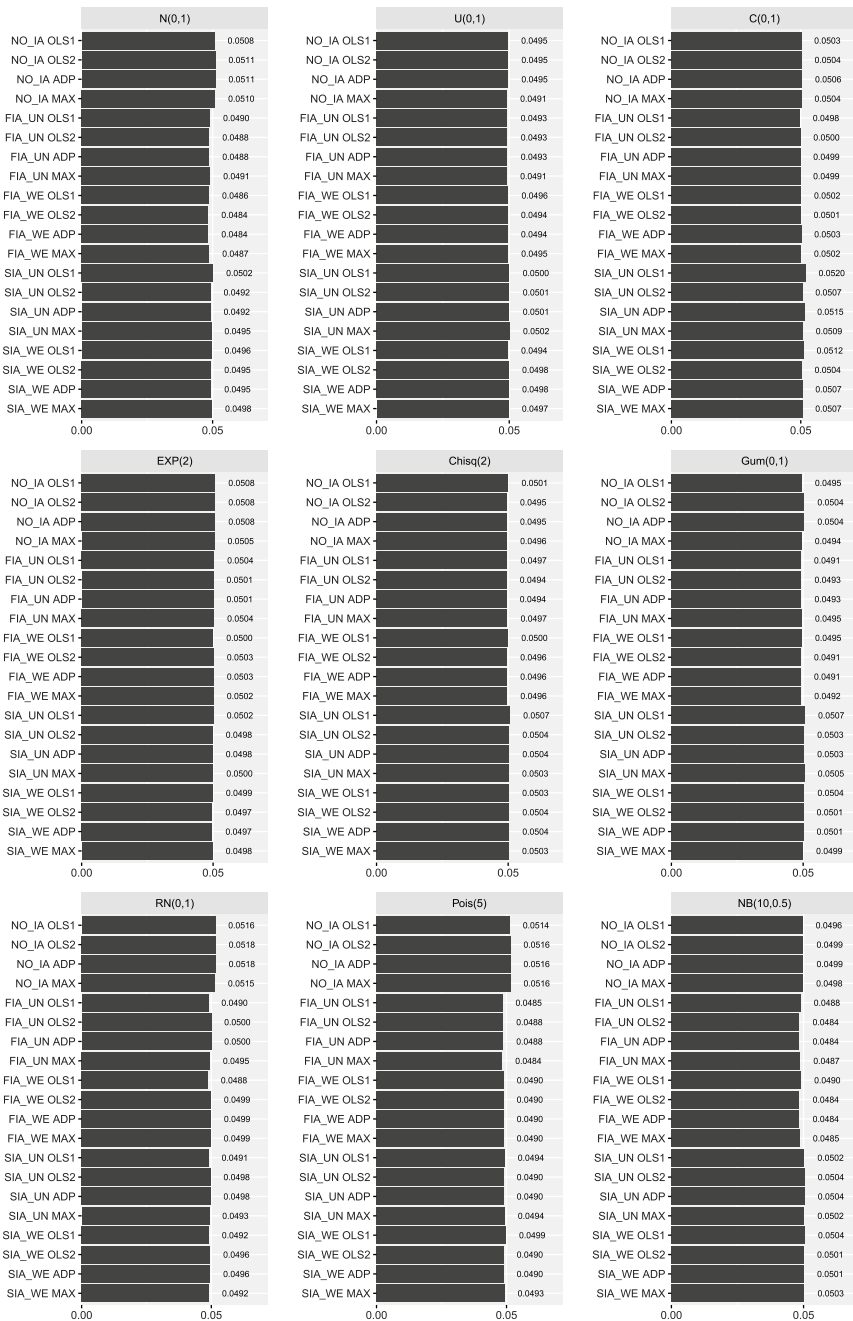 N(0,1)
NO_IA OLS1 0.0508
NO_IA OLS2 0.0511
NO_IA ADP 0.0511
NO_IA MAX 0.0510
FIA_UN OLS1 0.0490
FIA_UN OLS2 0.0488
FIA_UN ADP 0.0488
FIA_UN MAX 0.0491
FIA_WE OLS1 0.0486
FIA_WE OLS2 0.0484
FIA_WE ADP 0.0484
FIA_WE MAX 0.0487
SIA_UN OLS1 0.0502
SIA_UN OLS2 0.0492
SIA_UN ADP 0.0492
SIA_UN MAX 0.0495
SIA_WE OLS1 0.0496
SIA_WE OLS2 0.0495
SIA_WE ADP 0.0495
SIA_WE MAX 0.0498
0.00 0.05
U(0,1)
NO_IA OLS1 0.0495
NO_IA OLS2 0.0495
NO_IA ADP 0.0495
NO_IA MAX 0.0491
FIA_UN OLS1 0.0493
FIA_UN OLS2 0.0493
FIA_UN ADP 0.0493
FIA_UN MAX 0.0491
FIA_WE OLS1 0.0496
FIA_WE OLS2 0.0494
FIA_WE ADP 0.0494
FIA_WE MAX 0.0495
SIA_UN OLS1 0.0500
SIA_UN OLS2 0.0501
SIA_UN ADP 0.0501
SIA_UN MAX 0.0502
SIA_WE OLS1 0.0494
SIA_WE OLS2 0.0498
SIA_WE ADP 0.0498
SIA_WE MAX 0.0497
0.00 0.05
C(0,1)
NO_IA OLS1 0.0503
NO_IA OLS2 0.0504
NO_IA ADP 0.0506
NO_IA MAX 0.0504
FIA_UN OLS1 0.0498
FIA_UN OLS2 0.0500
FIA_UN ADP 0.0499
FIA_UN MAX 0.0499
FIA_WE OLS1 0.0502
FIA_WE OLS2 0.0501
FIA_WE ADP 0.0503
FIA_WE MAX 0.0502
SIA_UN OLS1 0.0520
SIA_UN OLS2 0.0507
SIA_UN ADP 0.0515
SIA_UN MAX 0.0509
SIA_WE OLS1 0.0512
SIA_WE OLS2 0.0504
SIA_WE ADP 0.0507
SIA_WE MAX 0.0507
0.00 0.05
EXP(2)
NO_IA OLS1 0.0508
NO_IA OLS2 0.0508
NO_IA ADP 0.0508
NO_IA MAX 0.0505
FIA_UN OLS1 0.0504
FIA_UN OLS2 0.0501
FIA_UN ADP 0.0501
FIA_UN MAX 0.0504
FIA_WE OLS1 0.0500
FIA_WE OLS2 0.0503
FIA_WE ADP 0.0503
FIA_WE MAX 0.0502
SIA_UN OLS1 0.0502
SIA_UN OLS2 0.0498
SIA_UN ADP 0.0498
SIA_UN MAX 0.0500
SIA_WE OLS1 0.0499
SIA_WE OLS2 0.0497
SIA_WE ADP 0.0497
SIA_WE MAX 0.0498
0.00 0.05
Chisq(2)
NO_IA OLS1 0.0501
NO_IA OLS2 0.0495
NO_IA ADP 0.0495
NO_IA MAX 0.0496
FIA_UN OLS1 0.0497
FIA_UN OLS2 0.0494
FIA_UN ADP 0.0494
FIA_UN MAX 0.0497
FIA_WE OLS1 0.0500
FIA_WE OLS2 0.0496
FIA_WE ADP 0.0496
FIA_WE MAX 0.0496
SIA_UN OLS1 0.0507
SIA_UN OLS2 0.0504
SIA_UN ADP 0.0504
SIA_UN MAX 0.0503
SIA_WE OLS1 0.0503
SIA_WE OLS2 0.0504
SIA_WE ADP 0.0504
SIA_WE MAX 0.0503
0.00 0.05
Gum(0,1)
NO_IA OLS1 0.0495
NO_IA OLS2 0.0504
NO_IA ADP 0.0504
NO_IA MAX 0.0494
FIA_UN OLS1 0.0491
FIA_UN OLS2 0.0493
FIA_UN ADP 0.0493
FIA_UN MAX 0.0495
FIA_WE OLS1 0.0495
FIA_WE OLS2 0.0491
FIA_WE ADP 0.0491
FIA_WE MAX 0.0492
SIA_UN OLS1 0.0507
SIA_UN OLS2 0.0503
SIA_UN ADP 0.0503
SIA_UN MAX 0.0505
SIA_WE OLS1 0.0504
SIA_WE OLS2 0.0501
SIA_WE ADP 0.0501
SIA_WE MAX 0.0499
0.00 0.05
RN(0,1)
NO_IA OLS1 0.0516
NO_IA OLS2 0.0518
NO_IA ADP 0.0518
NO_IA MAX 0.0515
FIA_UN OLS1 0.0490
FIA_UN OLS2 0.0500
FIA_UN ADP 0.0500
FIA_UN MAX 0.0495
FIA_WE OLS1 0.0488
FIA_WE OLS2 0.0499
FIA_WE ADP 0.0499
FIA_WE MAX 0.0499
SIA_UN OLS1 0.0491
SIA_UN OLS2 0.0498
SIA_UN ADP 0.0498
SIA_UN MAX 0.0493
SIA_WE OLS1 0.0492
SIA_WE OLS2 0.0496
SIA_WE ADP 0.0496
SIA_WE MAX 0.0492
0.00 0.05
Pois(5)
NO_IA OLS1 0.0514
NO_IA OLS2 0.0516
NO_IA ADP 0.0516
NO_IA MAX 0.0516
FIA_UN OLS1 0.0485
FIA_UN OLS2 0.0488
FIA_UN ADP 0.0488
FIA_UN MAX 0.0484
FIA_WE OLS1 0.0490
FIA_WE OLS2 0.0490
FIA_WE ADP 0.0490
FIA_WE MAX 0.0490
SIA_UN OLS1 0.0494
SIA_UN OLS2 0.0490
SIA_UN ADP 0.0490
SIA_UN MAX 0.0494
SIA_WE OLS1 0.0499
SIA_WE OLS2 0.0490
SIA_WE ADP 0.0490
SIA_WE MAX 0.0493
0.00 0.05
NB(10,0.5)
NO_IA OLS1 0.0496
NO_IA OLS2 0.0499
NO_IA ADP 0.0499
NO_IA MAX 0.0498
FIA_UN OLS1 0.0488
FIA_UN OLS2 0.0484
FIA_UN ADP 0.0484
FIA_UN MAX 0.0487
FIA_WE OLS1 0.0490
FIA_WE OLS2 0.0484
FIA_WE ADP 0.0484
FIA_WE MAX 0.0485
SIA_UN OLS1 0.0502
SIA_UN OLS2 0.0504
SIA_UN ADP 0.0504
SIA_UN MAX 0.0502
SIA_WE OLS1 0.0504
SIA_WE OLS2 0.0501
SIA_WE ADP 0.0501
SIA_WE MAX 0.0503
0.00 0.05